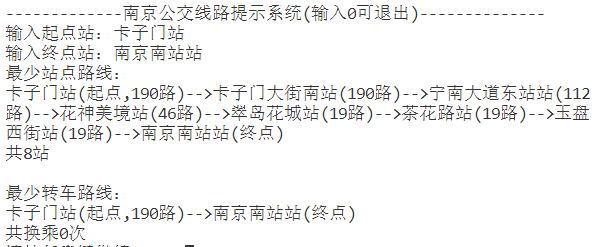 -------------南京公交线路提示系统(输入0可退出)--------------
输入起点站：卡子门站
输入终点站：南京南站站
最少站点路线：
卡子门站(起点,190路)-->卡子门大街南站(190路)-->宁南大道东站站(112
路)-->花神美境站(46路)-->翠岛花城站(19路)-->茶花路站(19路)-->玉盘
西街站(19路)-->南京南站站(终点)
共8站
最少转车路线：
卡子门站(起点,190路)-->南京南站站(终点)
共换乘0次